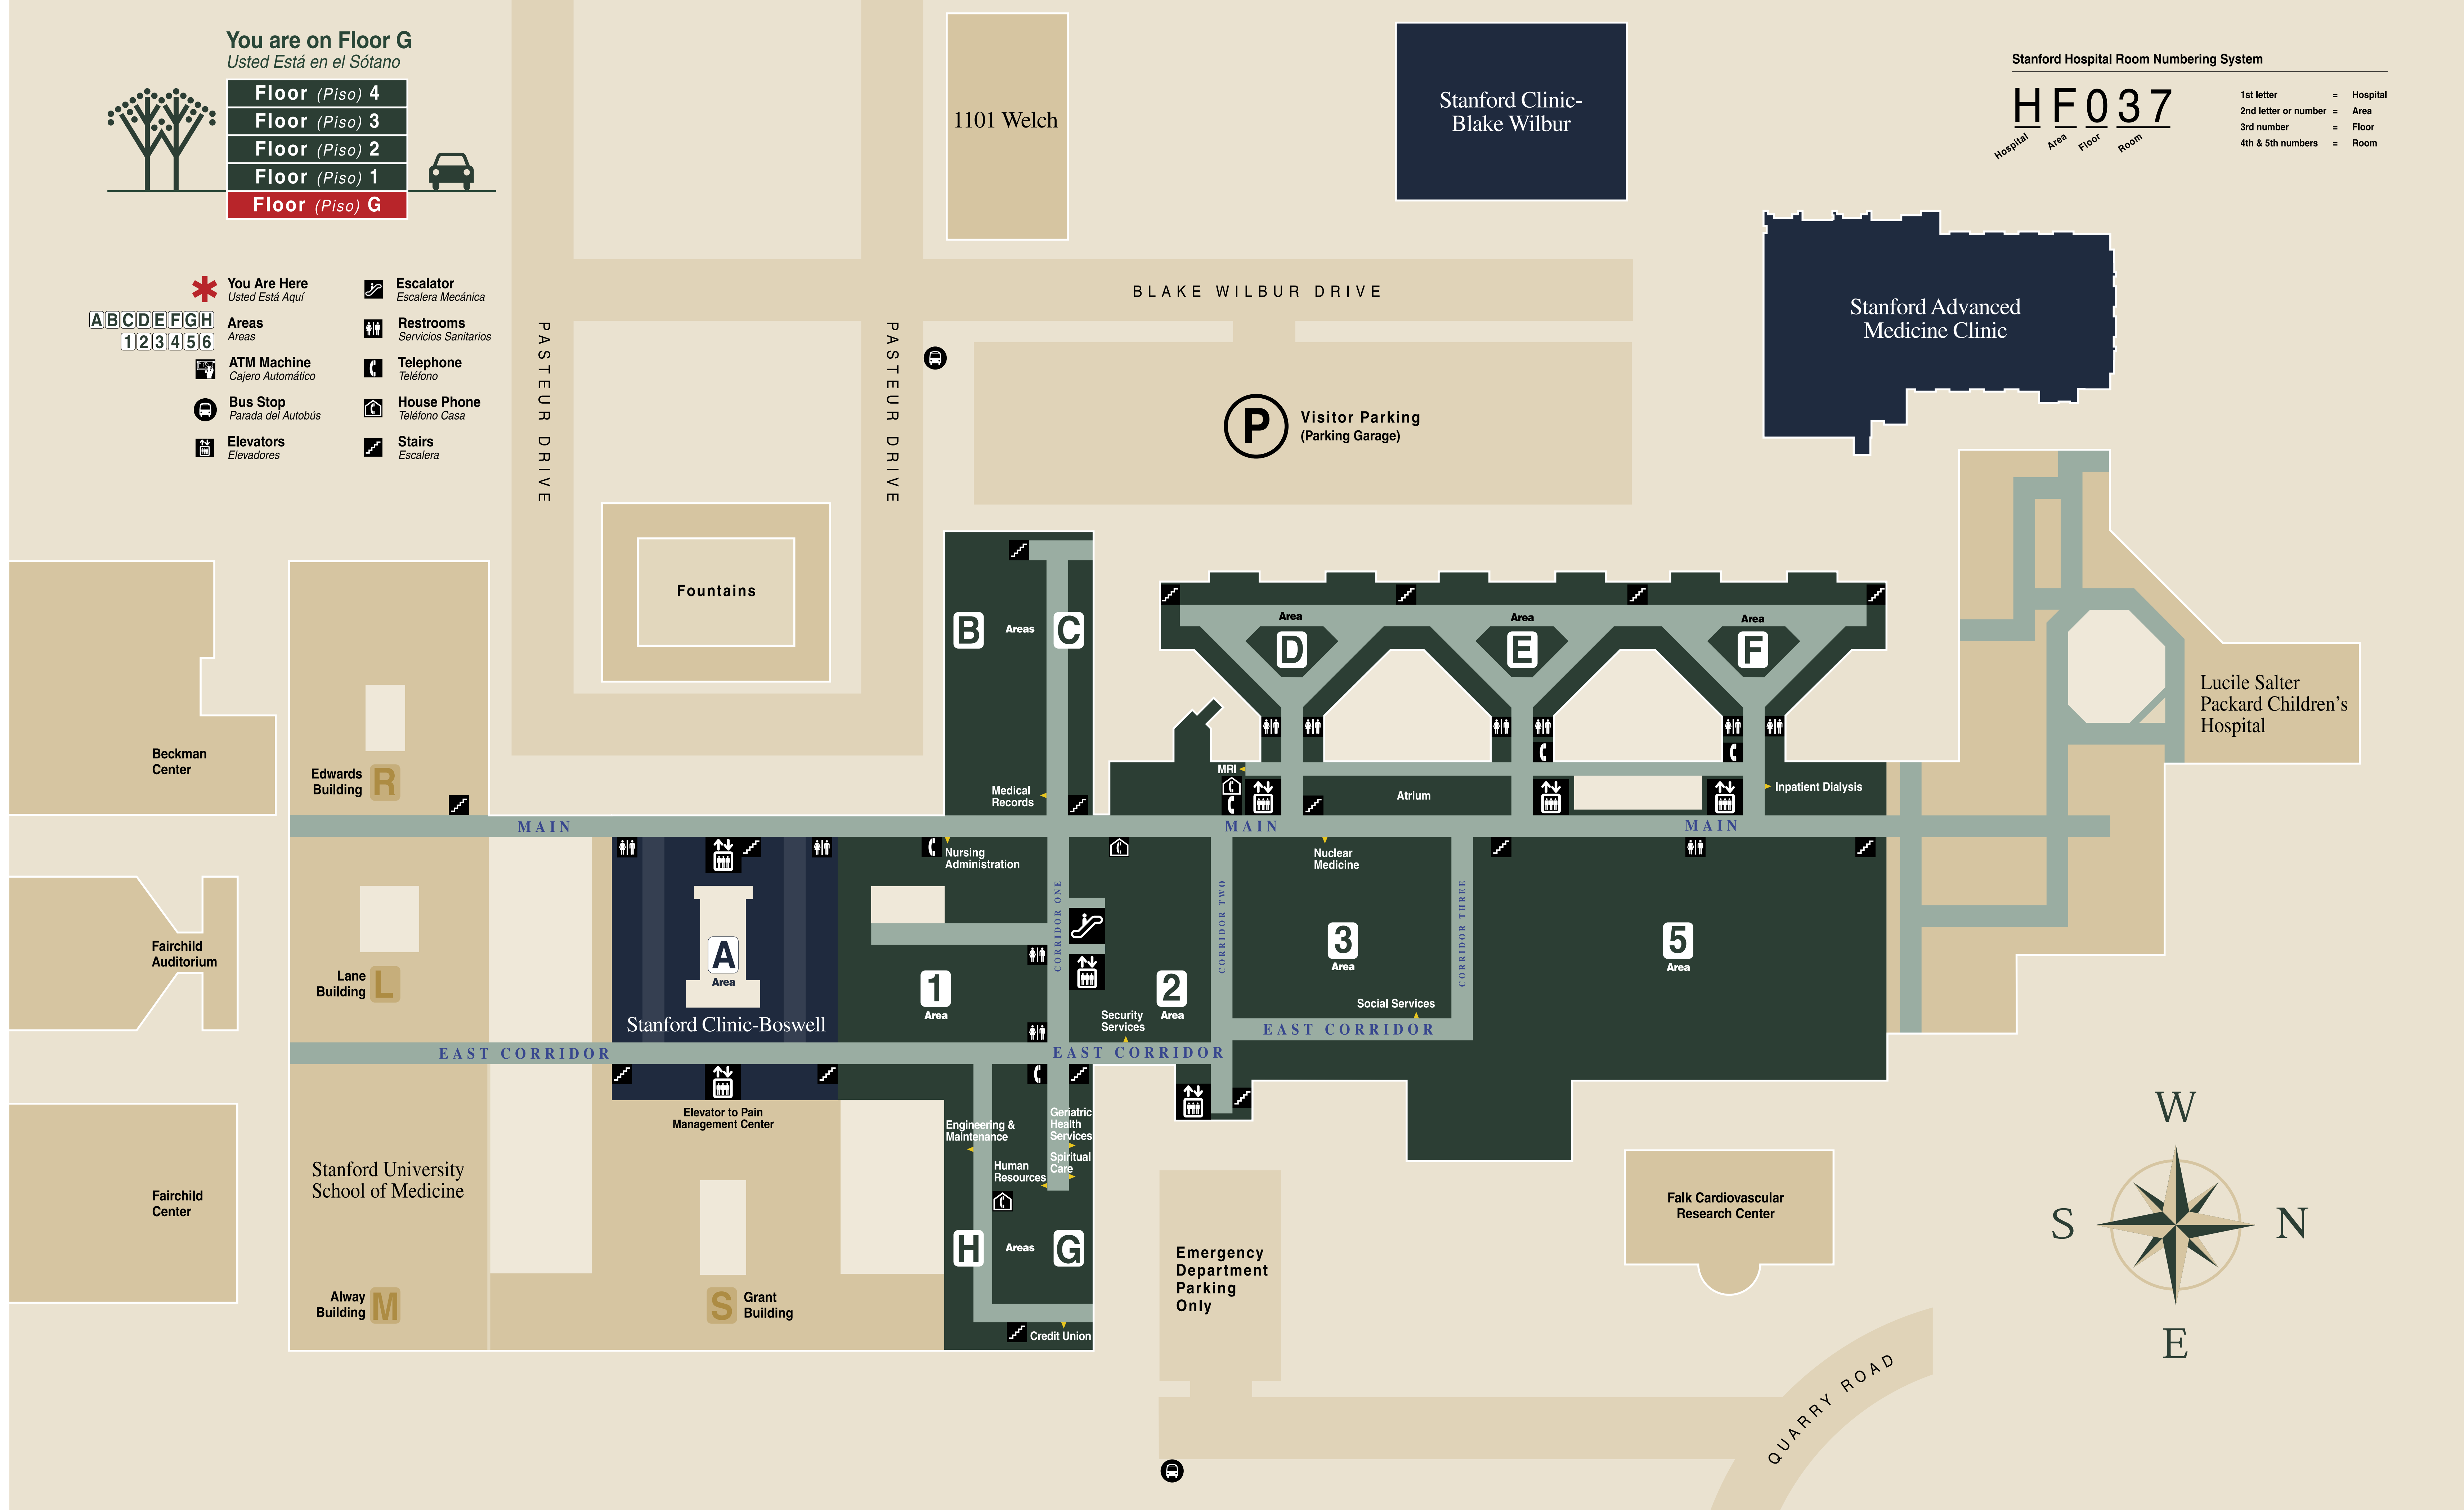 You are on Floor G
Usted Está en el Sótano
Floor (Piso) 4
Floor (Piso) 3
Floor (Piso) 2
Floor (Piso) 1
Floor (Piso) G
You Are Here
Usted Está Aquí
A B C D E F G H
1 2 3 4 5 6
Areas
Areas
ATM Machine
Cajero Automático
Bus Stop
Parada del Autobús
Elevators
Elevadores
Escalator
Escalera Mecánica
Restrooms
Servicios Sanitarios
Telephone
Teléfono
House Phone
Teléfono Casa
Stairs
Escalera
1101 Welch
Stanford Clinic-
Blake Wilbur
Stanford Hospital Room Numbering System
HF037
Hospital
Area
Floor
Room
1st letter = Hospital
2nd letter or number = Area
3rd number = Floor
4th & 5th numbers = Room
Stanford Advanced
Medicine Clinic
BLAKE WILBUR DRIVE
PASTEUR DRIVE
PASTEUR DRIVE
P
Visitor Parking
(Parking Garage)
Fountains
B
Areas
C
Area
D
Area
E
Area
F
Lucile Salter
Packard Children's
Hospital
Beckman
Center
Edwards
Building
R
Medical
Records
MRI
Atrium
Inpatient Dialysis
MAIN
MAIN
MAIN
Nursing
Administration
Nuclear
Medicine
CORRIDOR ONE
CORRIDOR TWO
CORRIDOR THREE
Fairchild
Auditorium
Lane
Building
L
A
Area
Stanford Clinic-Boswell
1
Area
2
Area
3
Area
5
Area
Security
Services
Social Services
EAST CORRIDOR
EAST CORRIDOR
EAST CORRIDOR
Elevator to Pain
Management Center
Engineering &
Maintenance
Geriatric
Health
Services
Spiritual
Care
Human
Resources
Stanford University
School of Medicine
Fairchild
Center
H
Areas
G
Alway
Building
M
S
Grant
Building
Credit Union
Emergency
Department
Parking
Only
Falk Cardiovascular
Research Center
QUARRY ROAD
W
S
N
E